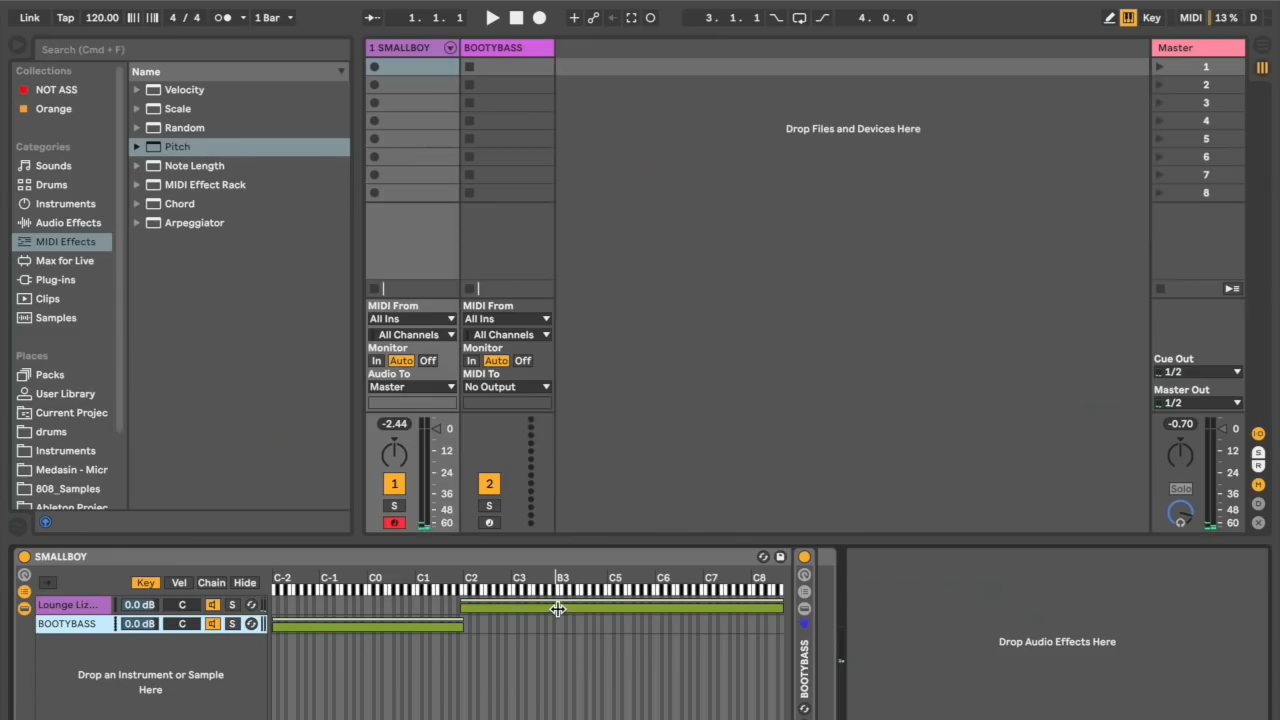 Link Tap 120.00 4 / 4 1 Bar 1. 1. 1 3. 1. 1 4. 0. 0 Key MIDI 13 % D
Search (Cmd + F)
Collections
NOT ASS
Orange
Categories
Sounds
Drums
Instruments
Audio Effects
MIDI Effects
Max for Live
Plug-ins
Clips
Samples
Places
Packs
User Library
Current Projec
drums
Instruments
Medasin - Micr
808_Samples
Ableton Projec
Name
Velocity
Scale
Random
Pitch
Note Length
MIDI Effect Rack
Chord
Arpeggiator
1 SMALLBOY
MIDI From
All Ins
All Channels
Monitor
In Auto Off
Audio To
Master
-2.44
0
12
24
36
48
60
1
S
BOOTYBASS
MIDI From
All Ins
All Channels
Monitor
In Auto Off
MIDI To
No Output
2
S
Drop Files and Devices Here
Master
1
2
3
4
5
6
7
8
Cue Out
1/2
Master Out
1/2
-0.70
0
12
24
36
48
60
Solo
I·O
S
R
M
D
X
SMALLBOY
Key Vel Chain Hide
C-2 C-1 C0 C1 C2 C3 B3 C5 C6 C7 C8
Lounge Liz... 0.0 dB C S
BOOTYBASS 0.0 dB C S
Drop an Instrument or Sample
Here
BOOTYBASS
Drop Audio Effects Here